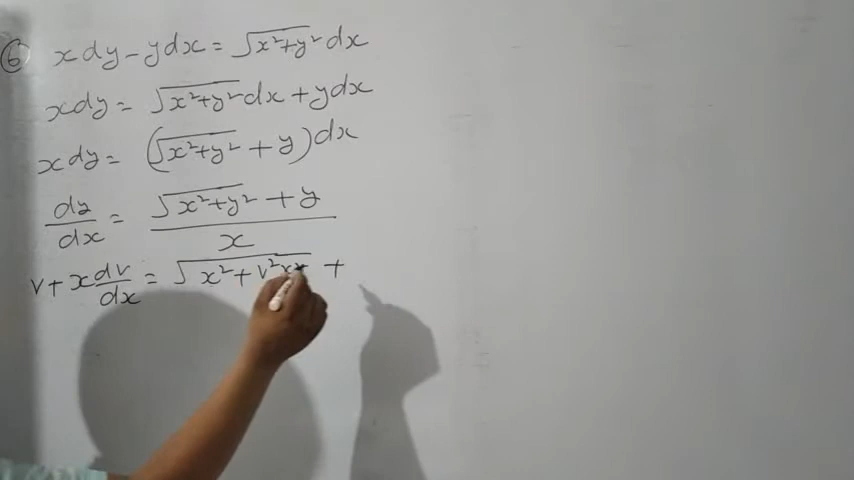 ⑥ xdy - ydx = √x²+y² dx
xdy = √x²+y² dx + ydx
xdy = (√x²+y² + y) dx
dy/dx = (√x²+y² + y)/x
v + x dv/dx = √x² + v²x² +